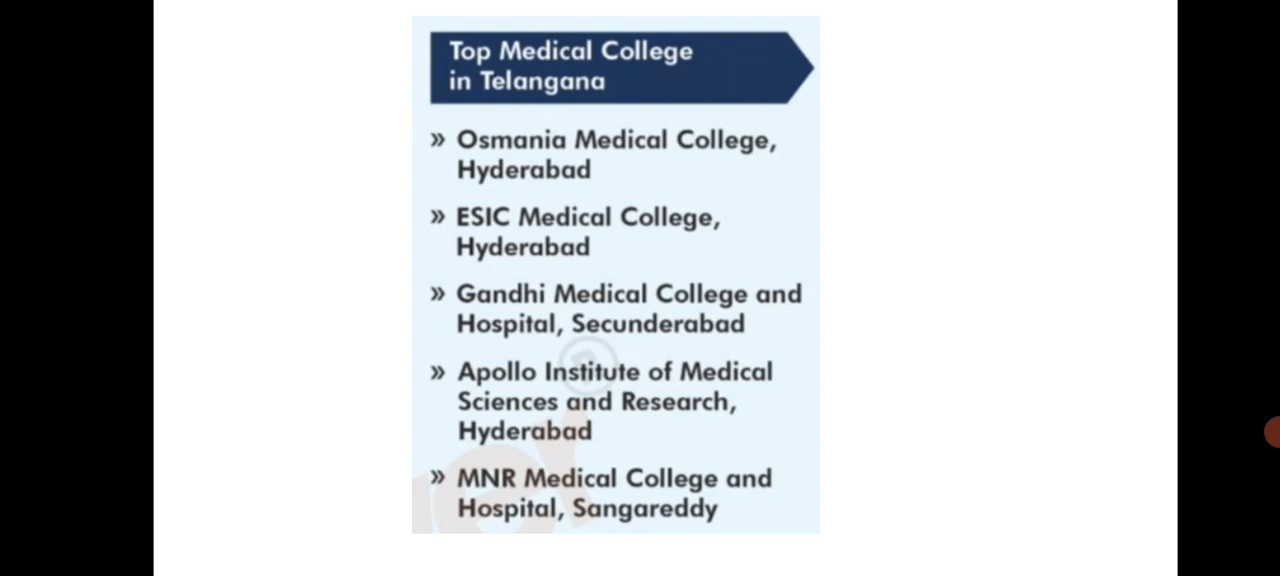 Top Medical College
in Telangana
» Osmania Medical College,
Hyderabad
» ESIC Medical College,
Hyderabad
» Gandhi Medical College and
Hospital, Secunderabad
» Apollo Institute of Medical
Sciences and Research,
Hyderabad
» MNR Medical College and
Hospital, Sangareddy